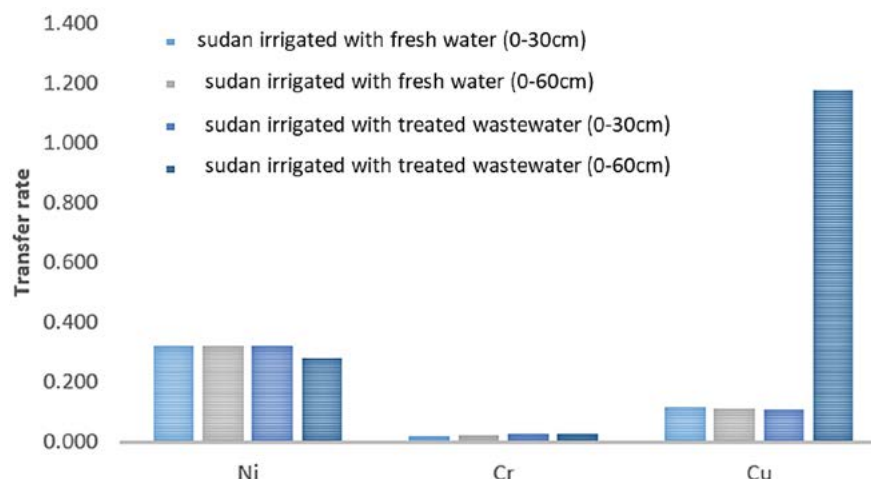 1.400
1.200
1.000
0.800
0.600
0.400
0.200
0.000
Transfer rate
sudan irrigated with fresh water (0-30cm)
sudan irrigated with fresh water (0-60cm)
sudan irrigated with treated wastewater (0-30cm)
sudan irrigated with treated wastewater (0-60cm)
Ni Cr Cu